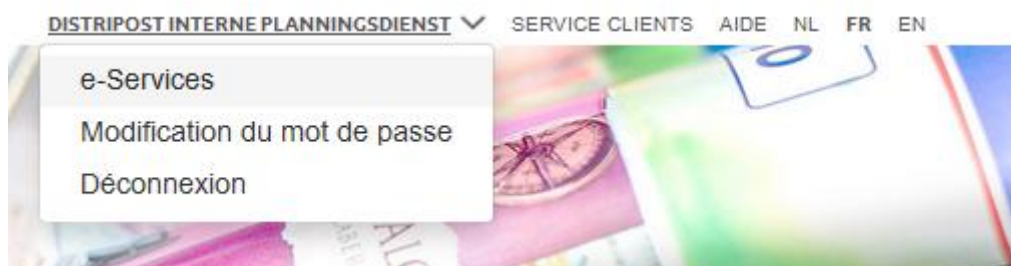 DISTRIPOST INTERNE PLANNINGSDIENST SERVICE CLIENTS AIDE NL FR EN
e-Services
Modification du mot de passe
Déconnexion